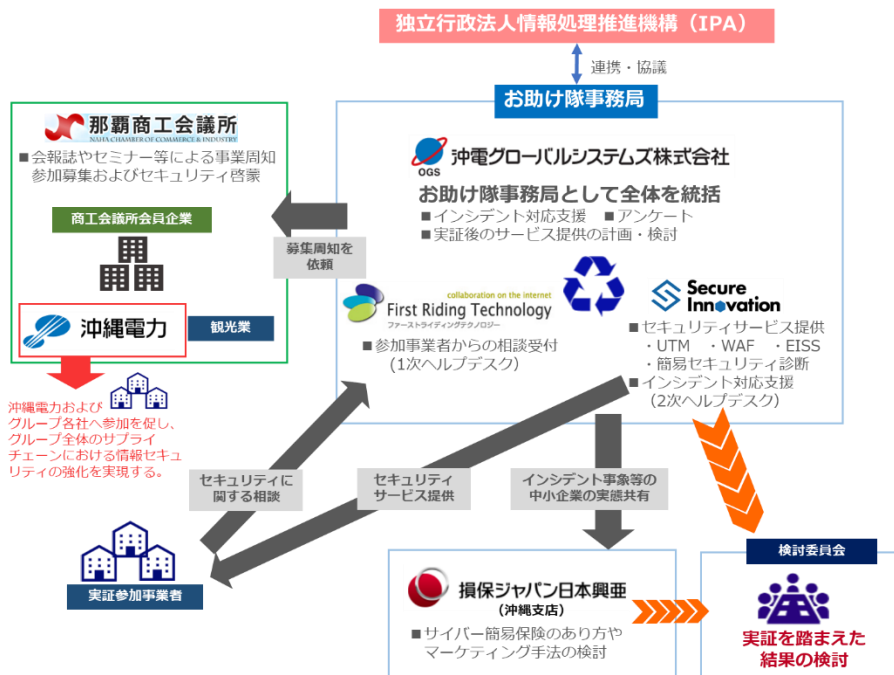 独立行政法人情報処理推進機構（IPA）
連携・協議
お助け隊事務局
那覇商工会議所
NAHA CHAMBER OF COMMERCE & INDUSTRY
■会報誌やセミナー等による事業周知
参加募集およびセキュリティ啓蒙
商工会議所会員企業
沖縄電力
観光業
沖縄電力および
グループ各社へ参加を促し、
グループ全体のサプライ
チェーンにおける情報セキュ
リティの強化を実現する。
募集周知を
依頼
OGS
沖電グローバルシステムズ株式会社
お助け隊事務局として全体を統括
■インシデント対応支援 ■アンケート
■実証後のサービス提供の計画・検討
collaboration on the internet
First Riding Technology
ファーストライディングテクノロジー
■参加事業者からの相談受付
(1次ヘルプデスク)
Secure
Innovation
■セキュリティサービス提供
・UTM ・WAF ・EISS
・簡易セキュリティ診断
■インシデント対応支援
（2次ヘルプデスク）
セキュリティに
関する相談
セキュリティ
サービス提供
インシデント事象等の
中小企業の実態共有
実証参加事業者
損保ジャパン日本興亜
（沖縄支店）
■サイバー簡易保険のあり方や
マーケティング手法の検討
検討委員会
実証を踏まえた
結果の検討